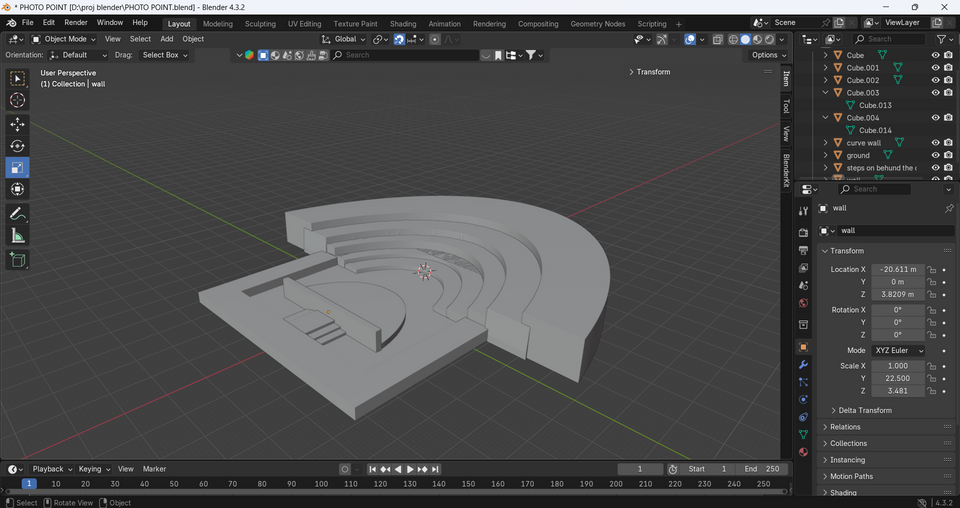 * PHOTO POINT [D:\proj blender\PHOTO POINT.blend] - Blender 4.3.2
File Edit Render Window Help Layout Modeling Sculpting UV Editing Texture Paint Shading Animation Rendering Compositing Geometry Nodes Scripting Scene ViewLayer
Object Mode View Select Add Object Global Search
Orientation: Default Drag: Select Box Search Options
User Perspective
(1) Collection | wall
Transform
Item
Tool
View
BlenderKit
Cube
Cube.001
Cube.002
Cube.003
Cube.013
Cube.004
Cube.014
curve wall
ground
steps on behund the
Search
wall
wall
Transform
Location X -20.611 m
Y 0 m
Z 3.8209 m
Rotation X 0°
Y 0°
Z 0°
Mode XYZ Euler
Scale X 1.000
Y 22.500
Z 3.481
Delta Transform
Relations
Collections
Instancing
Motion Paths
Shading
Playback Keying View Marker 1 Start 1 End 250
1 10 20 30 40 50 60 70 80 90 100 110 120 130 140 150 160 170 180 190 200 210 220 230 240 250
Select Rotate View Object 4.3.2